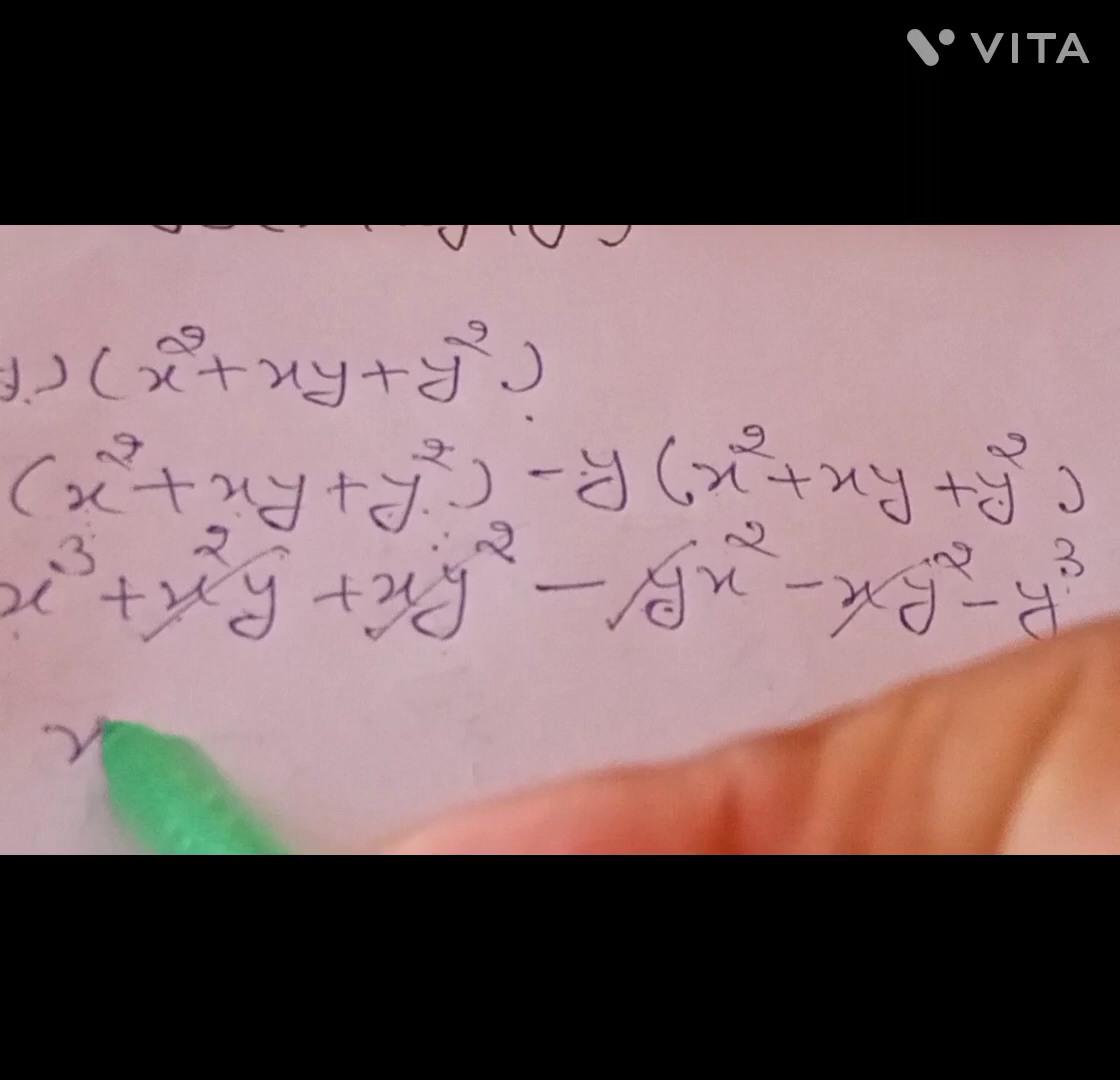 VITA
y)(x²+xy+y²)
(x²+xy+y²)-y(x²+xy+y²)
x³+x²y+xy²-yx²-xy²-y³
x